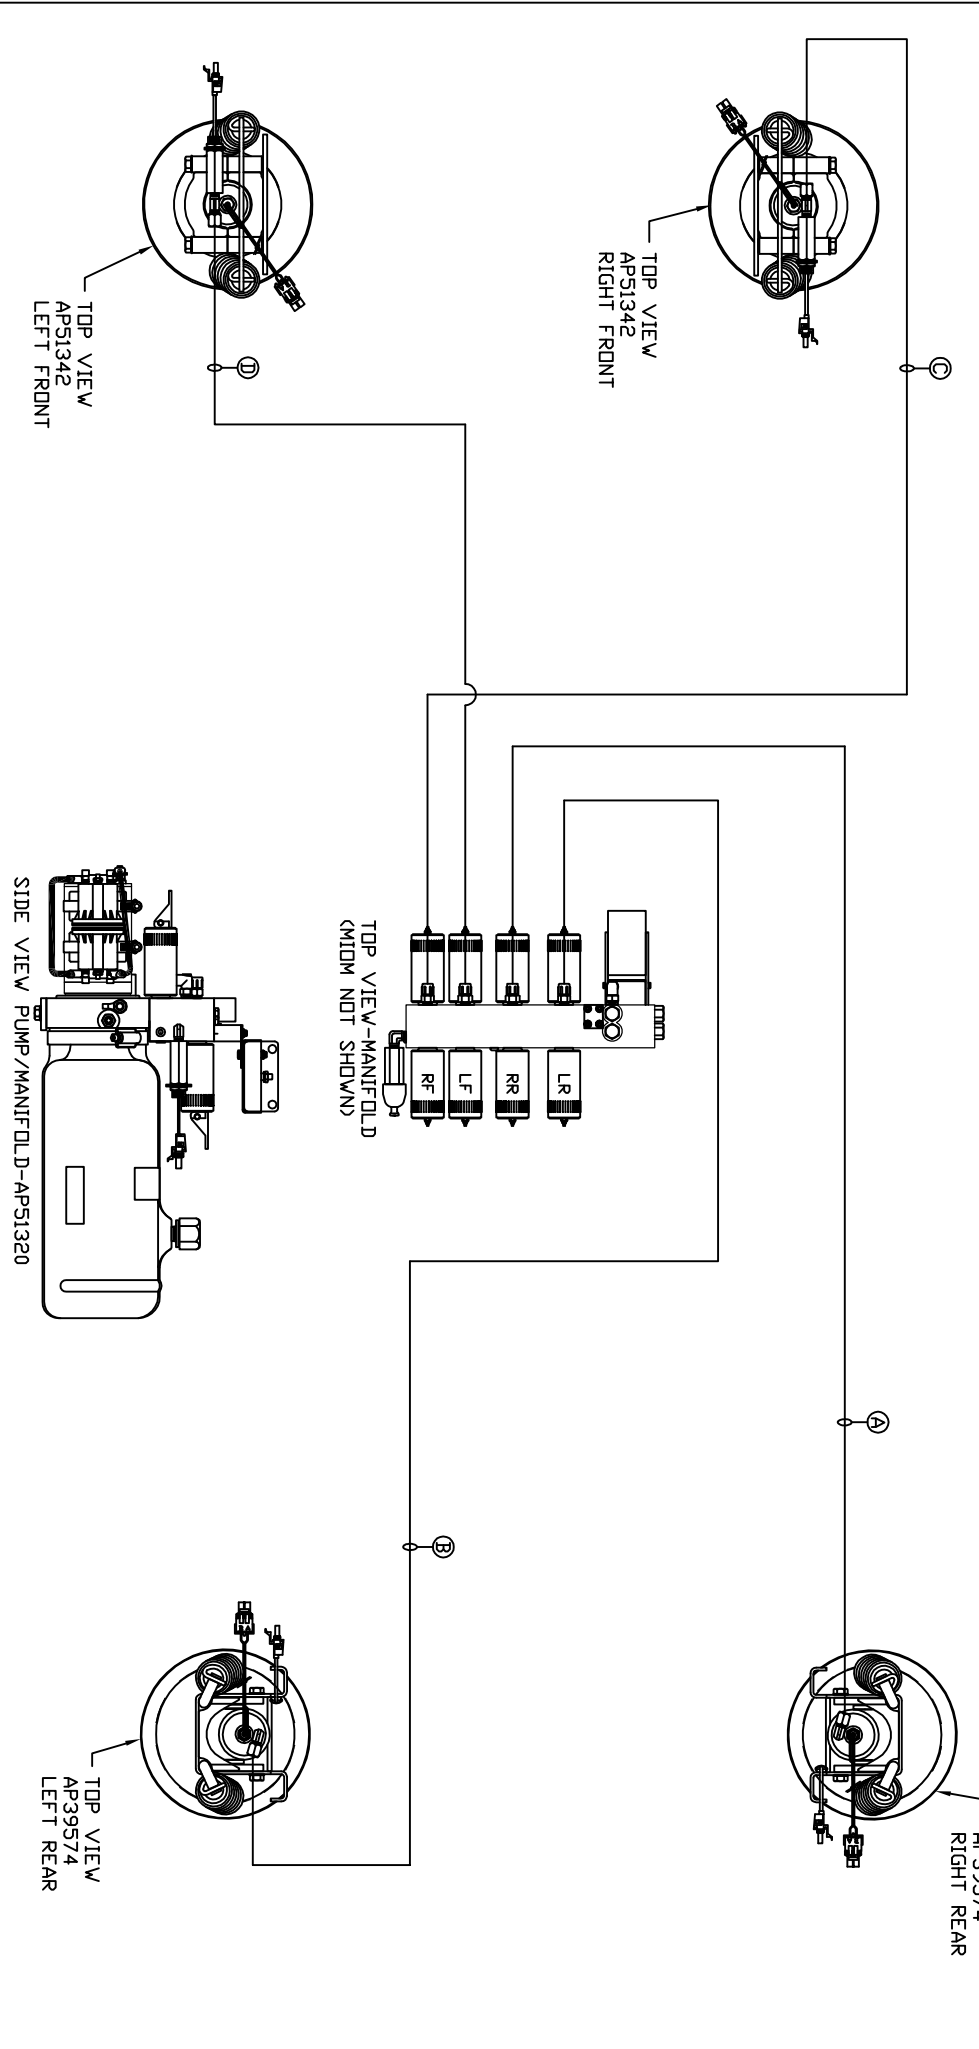 C
TOP VIEW
AP51342
RIGHT FRONT
D
TOP VIEW
AP51342
LEFT FRONT
A
RIGHT REAR
B
TOP VIEW
AP39574
LEFT REAR
LR
RR
LF
RF
TOP VIEW-MANIFOLD
(MIOM NOT SHOWN)
SIDE VIEW PUMP/MANIFOLD-AP51320